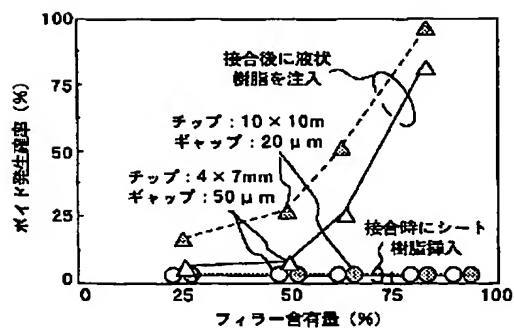 100
75
50
25
0
ボイド発生確率 (%)
接合後に液状
樹脂を注入
チップ：10×10m
ギャップ：20μm
チップ：4×7mm
ギャップ：50μm
接合時にシート
樹脂挿入
0 25 50 75 100
フィラー含有量 (%)